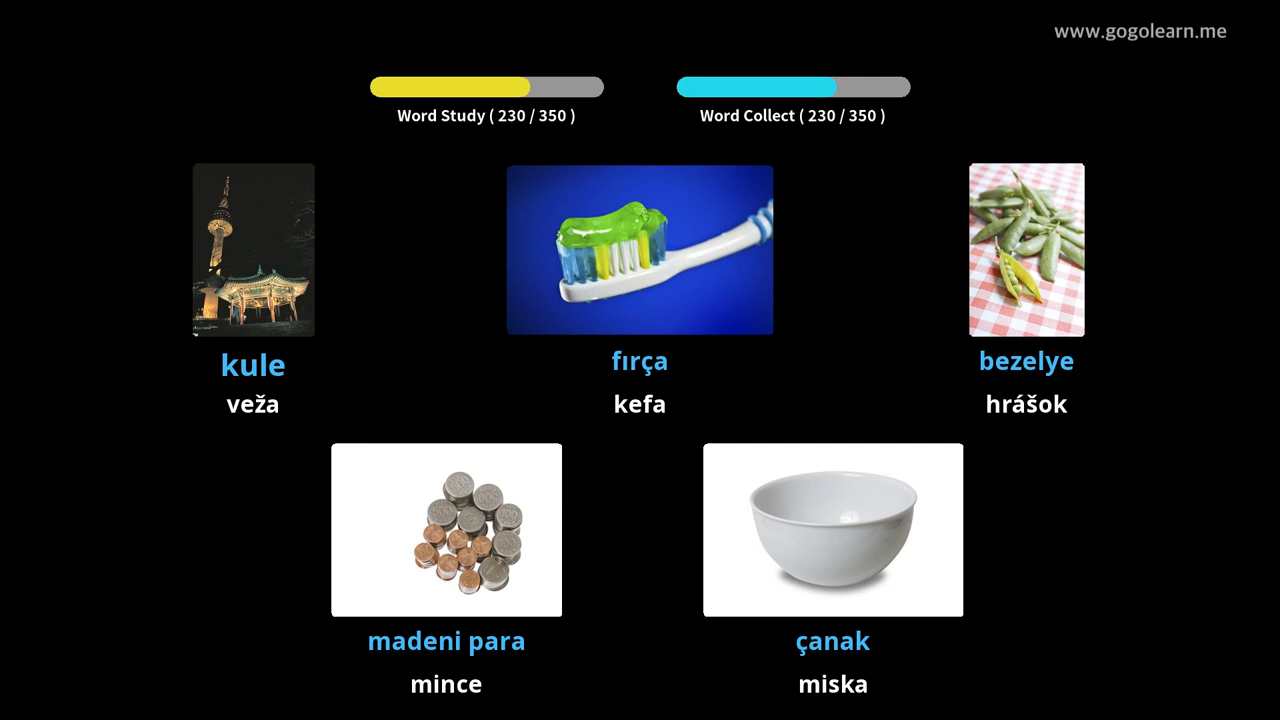 www.gogolearn.me
Word Study ( 230 / 350 )
Word Collect ( 230 / 350 )
kule
fırça
bezelye
veža
kefa
hrášok
madeni para
çanak
mince
miska